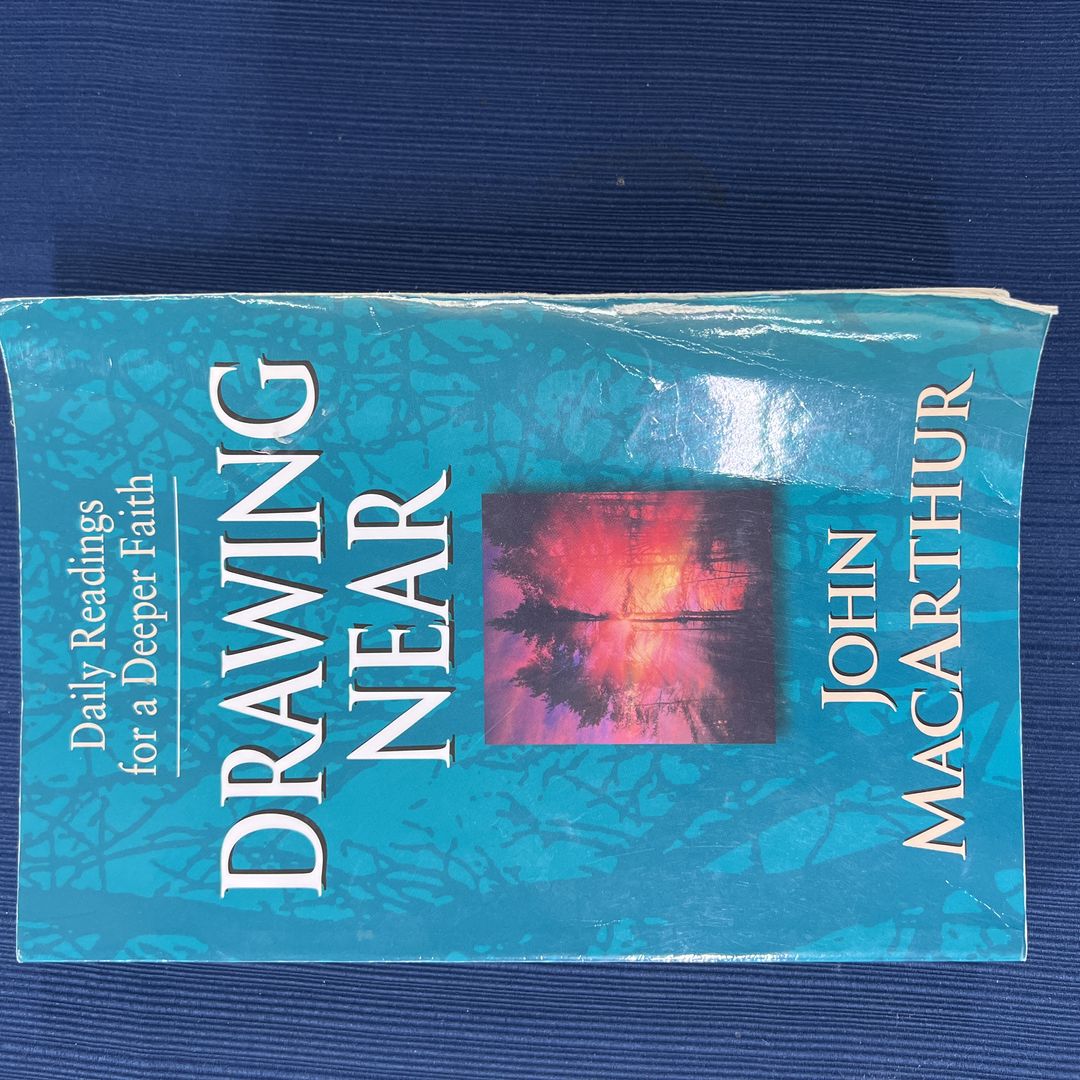 Daily Readings
for a Deeper Faith
DRAWING
NEAR
JOHN
MACARTHUR